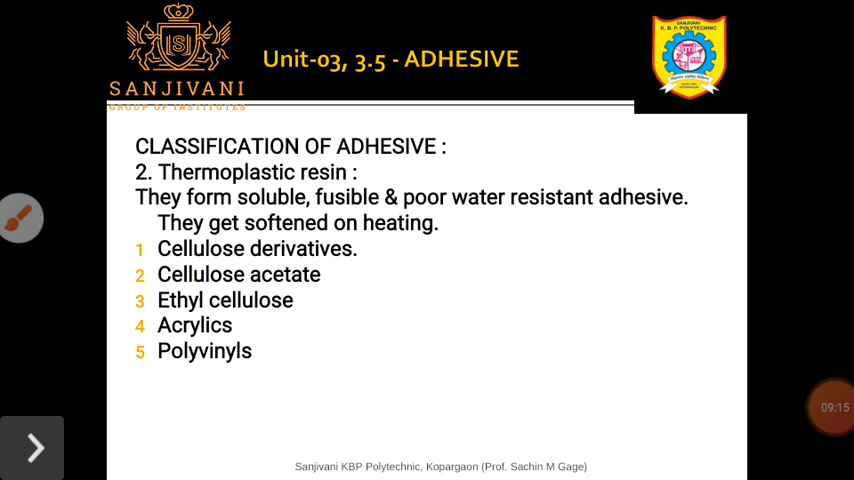 SANJIVANI
GROUP OF INSTITUTES
Unit-03, 3.5 - ADHESIVE
SANJIVANI
K. B. P. POLYTECHNIC
CLASSIFICATION OF ADHESIVE :
2. Thermoplastic resin :
They form soluble, fusible & poor water resistant adhesive.
They get softened on heating.
1 Cellulose derivatives.
2 Cellulose acetate
3 Ethyl cellulose
4 Acrylics
5 Polyvinyls
09:15
Sanjivani KBP Polytechnic, Kopargaon (Prof. Sachin M Gage)